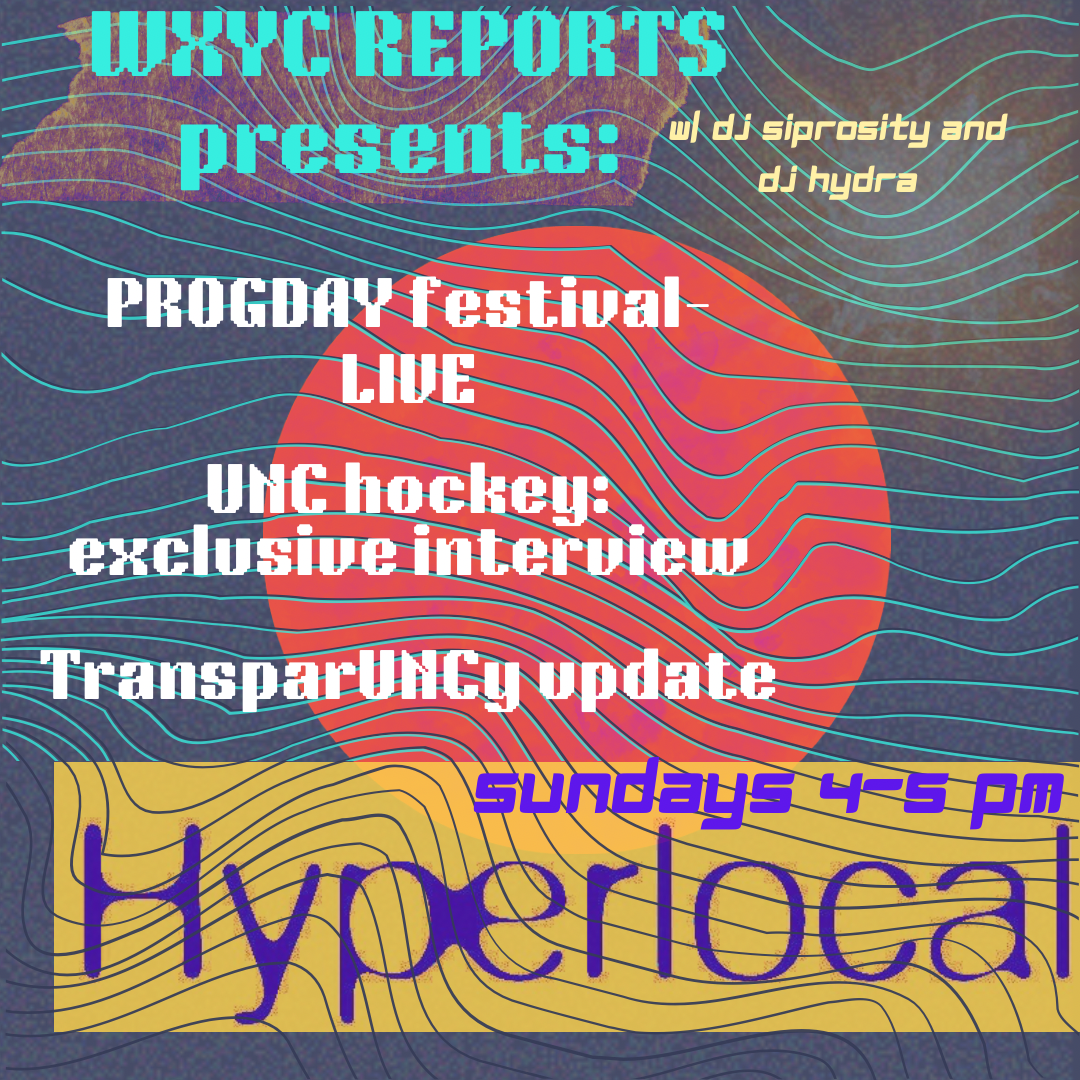 WXYC REPORTS
presents:
w/ dj siprosity and
dj hydra
PROGDAY festival-
LIVE
UNC hockey:
exclusive interview
TransparUNCy update
sundays 4-5 pm
Hyperlocal